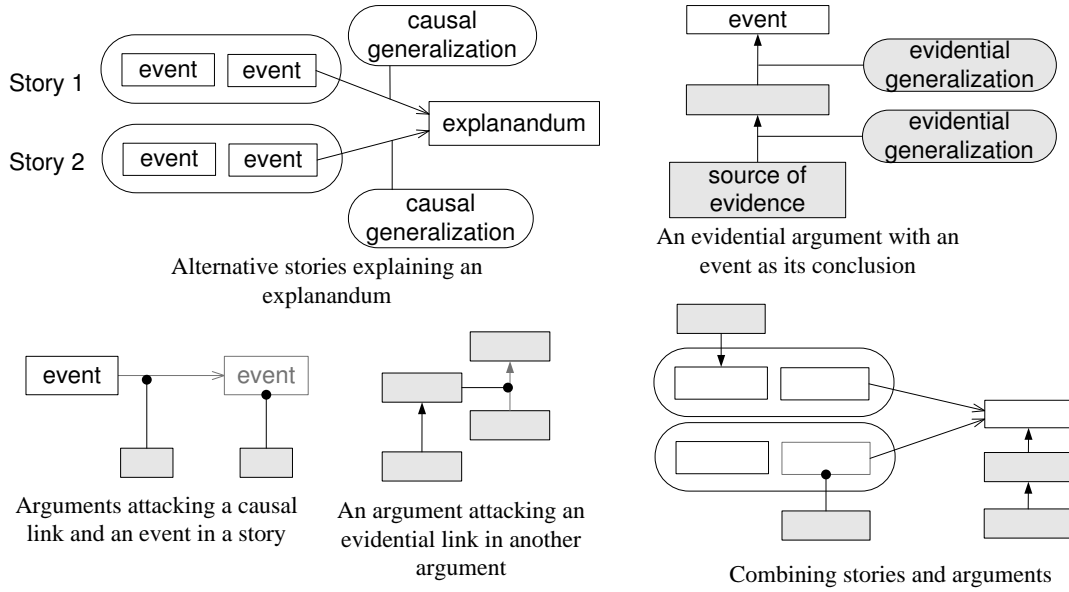 causal
generalization
Story 1
event
event
explanandum
Story 2
event
event
causal
generalization
Alternative stories explaining an
explanandum
event
evidential
generalization
evidential
generalization
source of
evidence
An evidential argument with an
event as its conclusion
event
event
Arguments attacking a causal
link and an event in a story
An argument attacking an
evidential link in another
argument
Combining stories and arguments